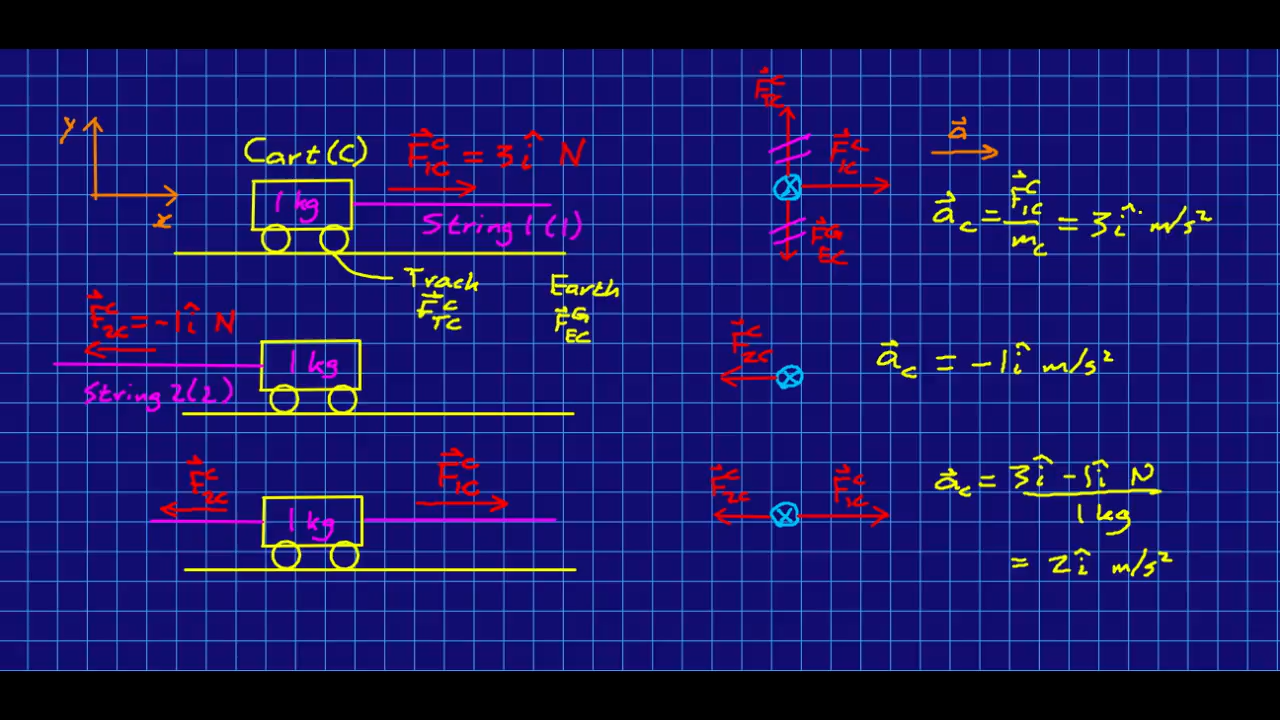 y
x
Cart (C)
1 kg
F⃗ᶜ₁C = 3î N
String 1 (1)
Track
F⃗ᶜTC
Earth
F⃗ᴳEC
F⃗ᶜTC
F⃗ᶜ₁C
F⃗ᴳEC
a⃗
a⃗c = F⃗ᶜ₁C / mc = 3î m/s²
F⃗ᶜ₂C = -1î N
String 2 (2)
1 kg
F⃗ᶜ₂C
a⃗c = -1î m/s²
F⃗ᶜ₂C
1 kg
F⃗ᶜ₁C
F⃗ᶜ₂C
F⃗ᶜ₁C
a⃗c = 3î - 1î N / 1 kg
= 2î m/s²